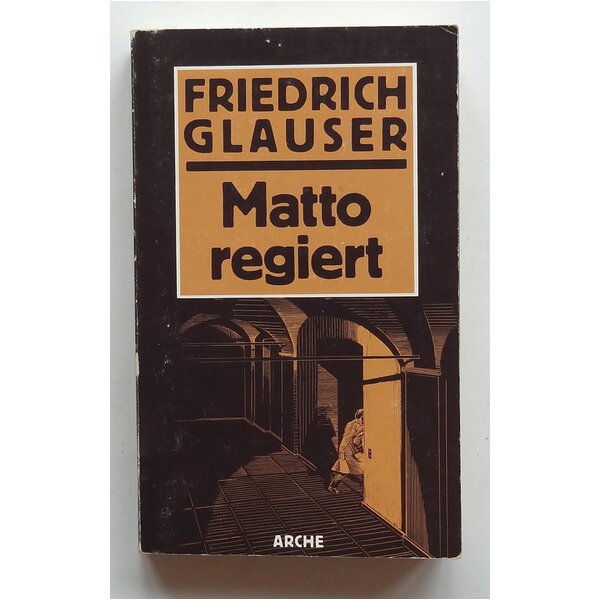 FRIEDRICH
GLAUSER
Matto
regiert
ARCHE